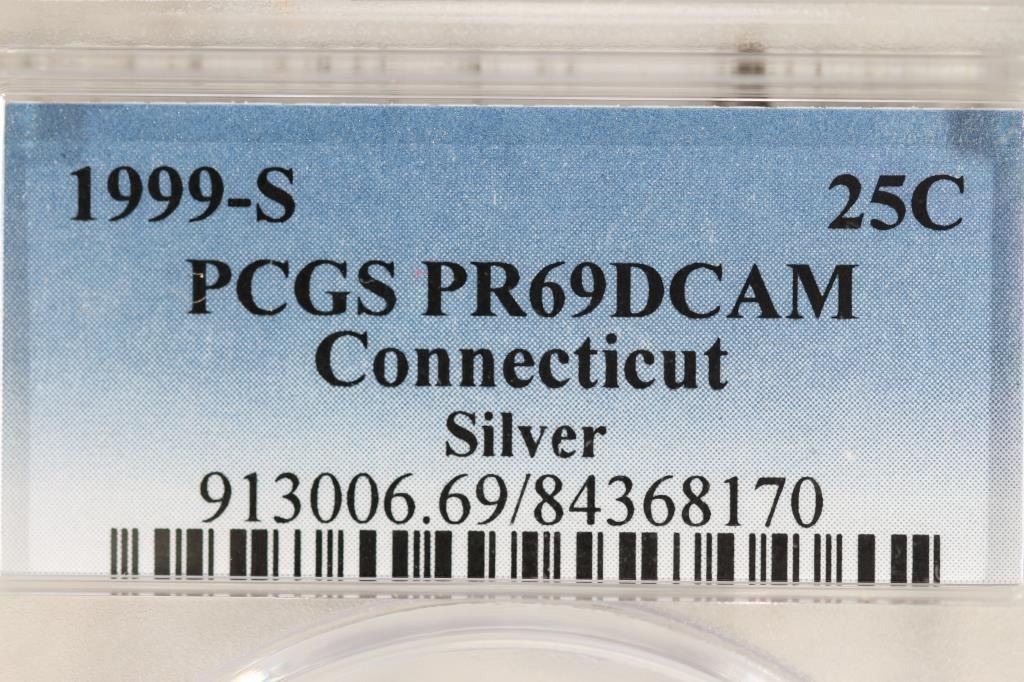 1999-S 25C
PCGS PR69DCAM
Connecticut
Silver
913006.69/84368170